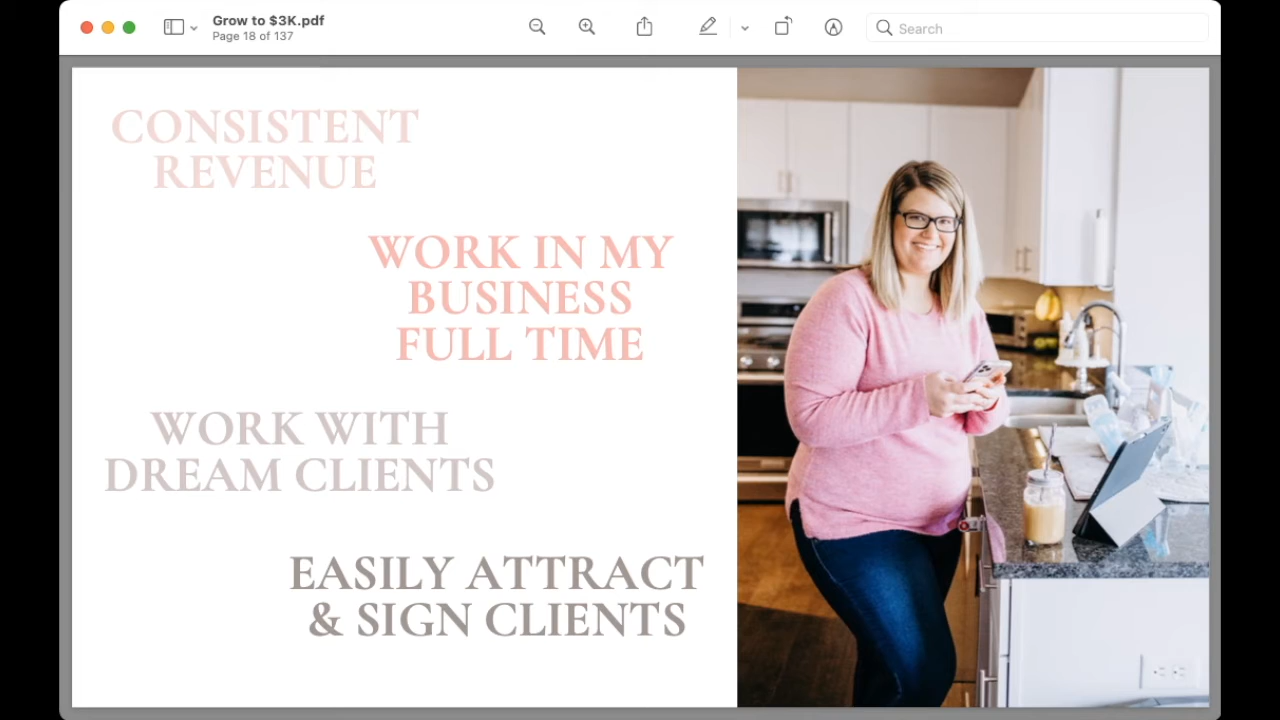 Grow to $3K.pdf
Page 18 of 137
Search
CONSISTENT
REVENUE
WORK IN MY
BUSINESS
FULL TIME
WORK WITH
DREAM CLIENTS
EASILY ATTRACT
& SIGN CLIENTS